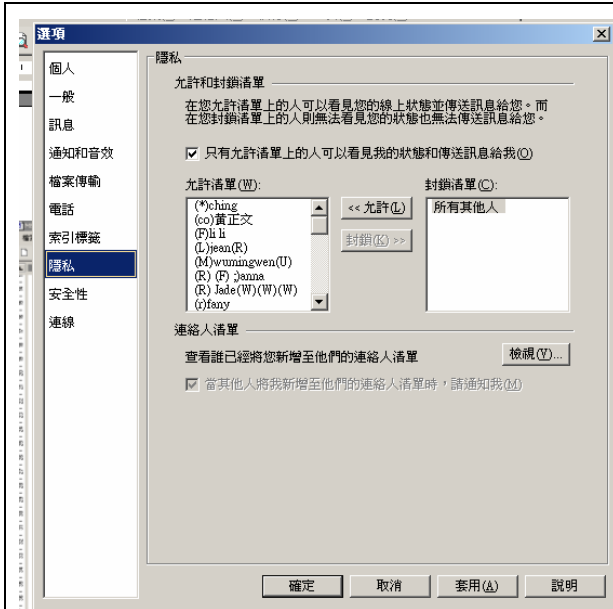 選項
個人
一般
訊息
通知和音效
檔案傳輸
電話
索引標籤
隱私
安全性
連線
隱私
允許和封鎖清單
在您允許清單上的人可以看見您的線上狀態並傳送訊息給您。而
在您封鎖清單上的人則無法看見您的狀態也無法傳送訊息給您。
只有允許清單上的人可以看見我的狀態和傳送訊息給我(O)
允許清單(W):
(*)ching
(co)黃正文
(F)li li
(L)jean(R)
(M)wumingwen(U)
(R) (F) ;)anna
(R) Jade(W)(W)(W)
(r)fany
<< 允許(L)
封鎖(K) >>
封鎖清單(C):
所有其他人
連絡人清單
查看誰已經將您新增至他們的連絡人清單
檢視(V)...
當其他人將我新增至他們的連絡人清單時，請通知我(M)
確定
取消
套用(A)
說明